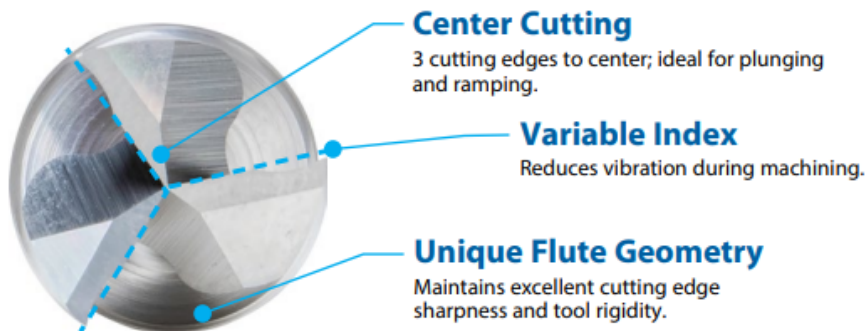 Center Cutting
3 cutting edges to center; ideal for plunging
and ramping.
Variable Index
Reduces vibration during machining.
Unique Flute Geometry
Maintains excellent cutting edge
sharpness and tool rigidity.